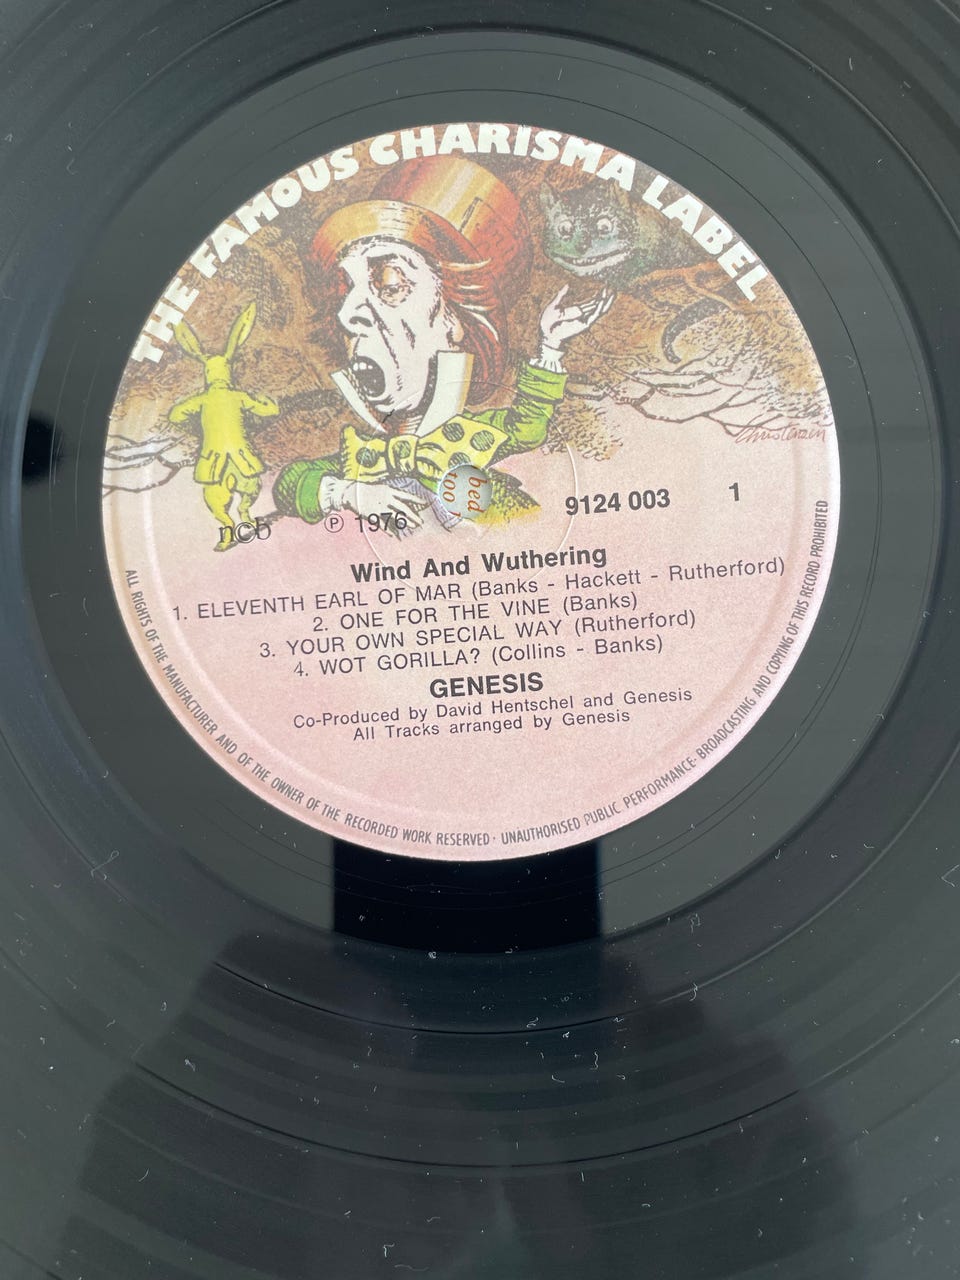 THE FAMOUS CHARISMA LABEL
Christensen
bed
too
9124 003
1
ncb
Ⓟ 1976
Wind And Wuthering
1. ELEVENTH EARL OF MAR (Banks - Hackett - Rutherford)
2. ONE FOR THE VINE (Banks)
3. YOUR OWN SPECIAL WAY (Rutherford)
4. WOT GORILLA? (Collins - Banks)
GENESIS
Co-Produced by David Hentschel and Genesis
All Tracks arranged by Genesis
ALL RIGHTS OF THE MANUFACTURER AND OF THE OWNER OF THE RECORDED WORK RESERVED · UNAUTHORISED PUBLIC PERFORMANCE · BROADCASTING AND COPYING OF THIS RECORD PROHIBITED